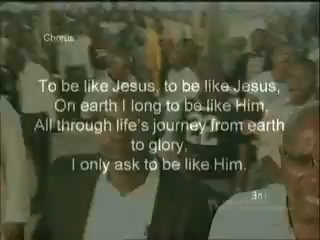 Chorus
To be like Jesus, to be like Jesus,
On earth I long to be like Him,
All through life's journey from earth
to glory,
I only ask to be like Him.